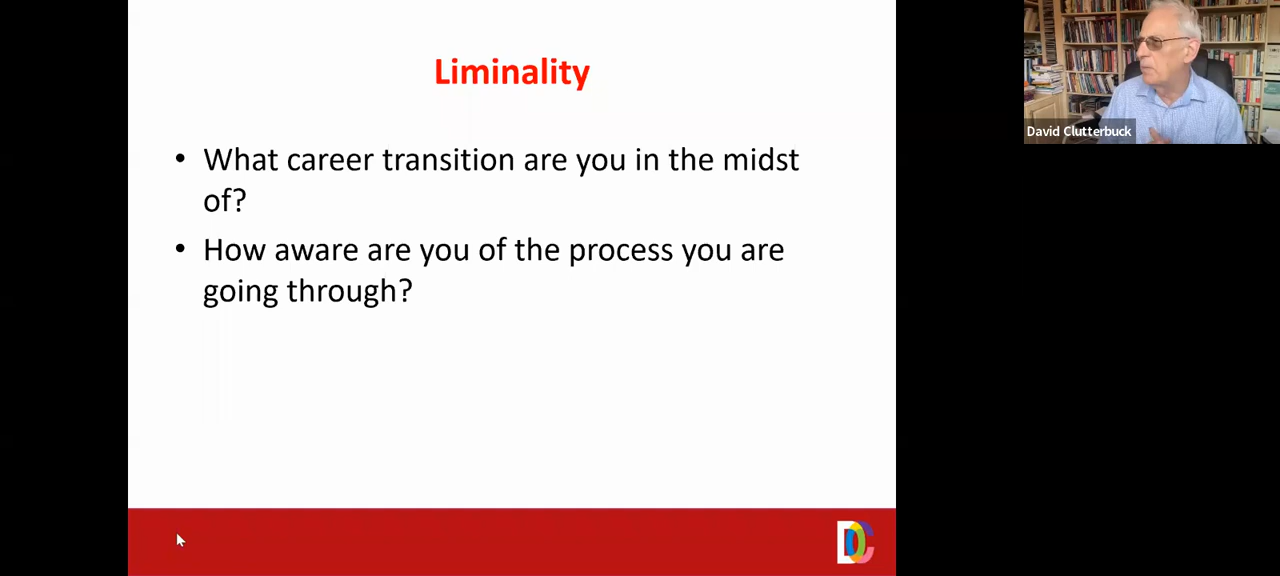 Liminality
• What career transition are you in the midst
of?
• How aware are you of the process you are
going through?
David Clutterbuck
DC